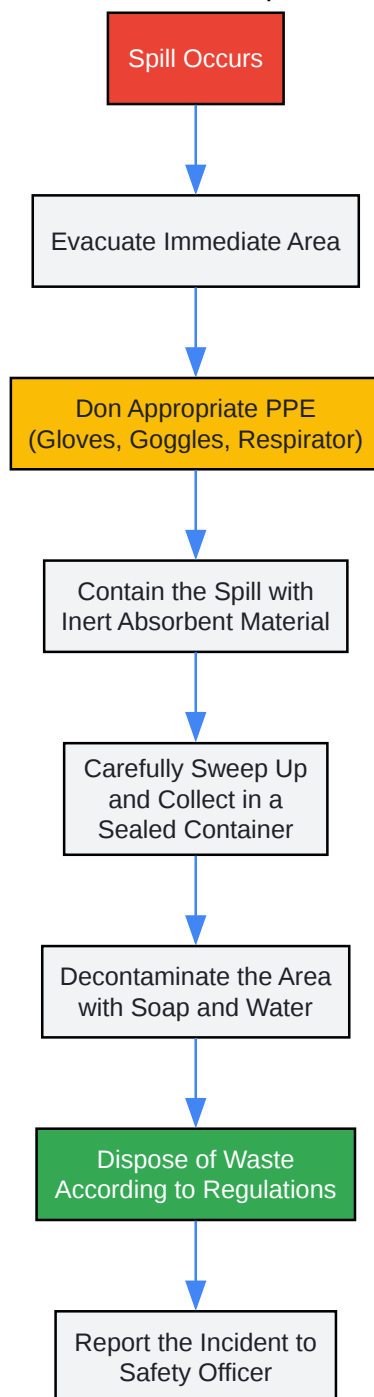 Spill Occurs
Evacuate Immediate Area
Don Appropriate PPE
(Gloves, Goggles, Respirator)
Contain the Spill with
Inert Absorbent Material
Carefully Sweep Up
and Collect in a
Sealed Container
Decontaminate the Area
with Soap and Water
Dispose of Waste
According to Regulations
Report the Incident to
Safety Officer